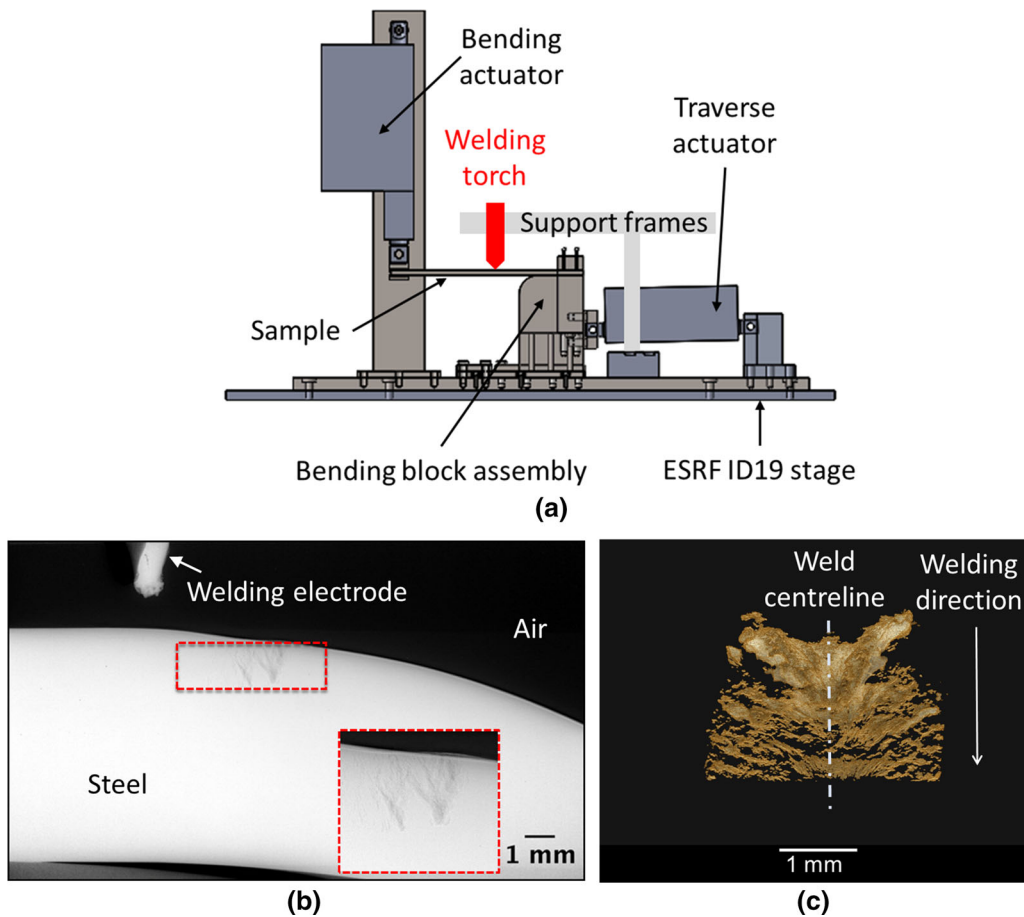 Bending
actuator
Traverse
actuator
Welding
torch
Support frames
Sample
Bending block assembly
ESRF ID19 stage
(a)
Welding electrode
Air
Steel
1 mm
(b)
Weld
centreline
Welding
direction
1 mm
(c)